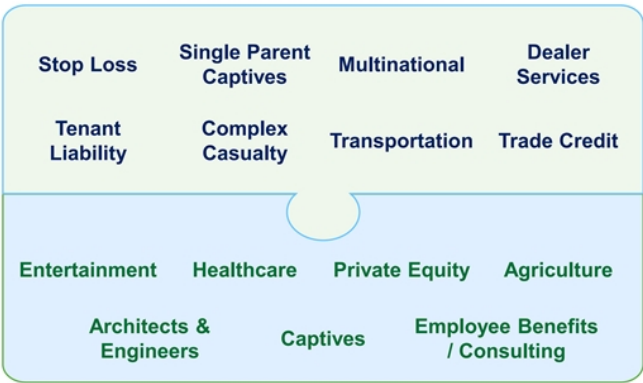 Stop Loss
Single Parent
Captives
Multinational
Dealer
Services
Tenant
Liability
Complex
Casualty
Transportation
Trade Credit
Entertainment
Healthcare
Private Equity
Agriculture
Architects &
Engineers
Captives
Employee Benefits
/ Consulting